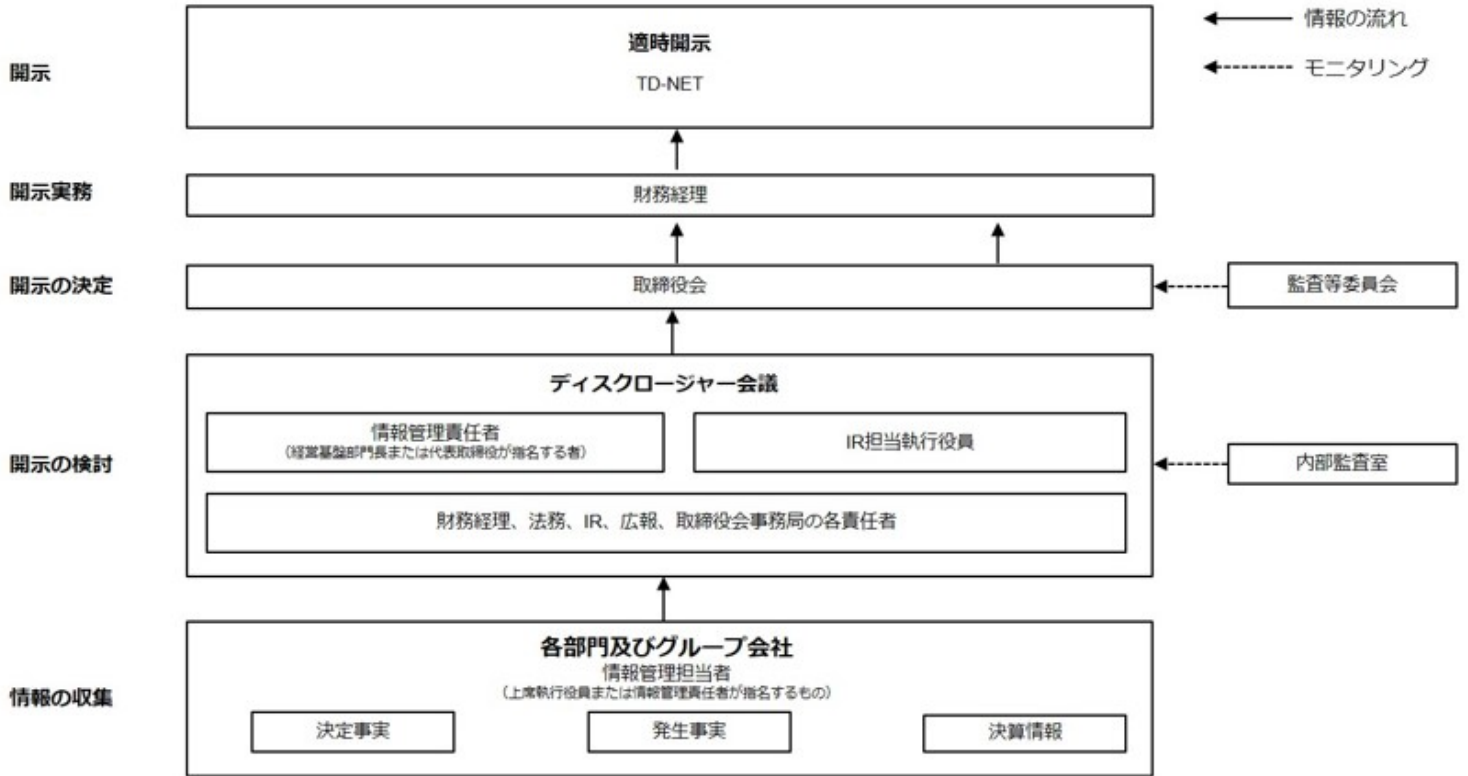 適時開示
TD-NET
情報の流れ
モニタリング
開示
開示実務
財務経理
開示の決定
取締役会
監査等委員会
ディスクロージャー会議
開示の検討
情報管理責任者
(経営基盤部門長または代表取締役が指名する者)
IR担当執行役員
内部監査室
財務経理、法務、IR、広報、取締役会事務局の各責任者
各部門及びグループ会社
情報管理担当者
(上席執行役員または情報管理責任者が指名するもの)
情報の収集
決定事実
発生事実
決算情報